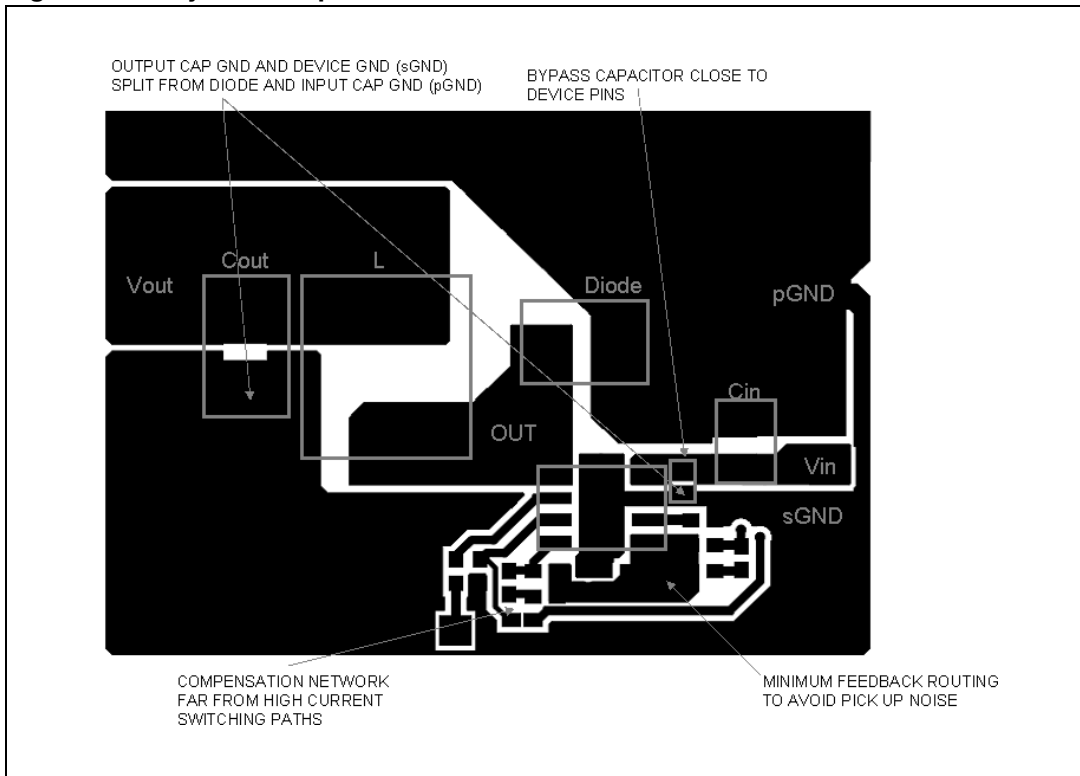 OUTPUT CAP GND AND DEVICE GND (sGND)
SPLIT FROM DIODE AND INPUT CAP GND (pGND)
BYPASS CAPACITOR CLOSE TO
DEVICE PINS
Cout
L
Vout
Diode
pGND
Cin
OUT
Vin
sGND
COMPENSATION NETWORK
FAR FROM HIGH CURRENT
SWITCHING PATHS
MINIMUM FEEDBACK ROUTING
TO AVOID PICK UP NOISE